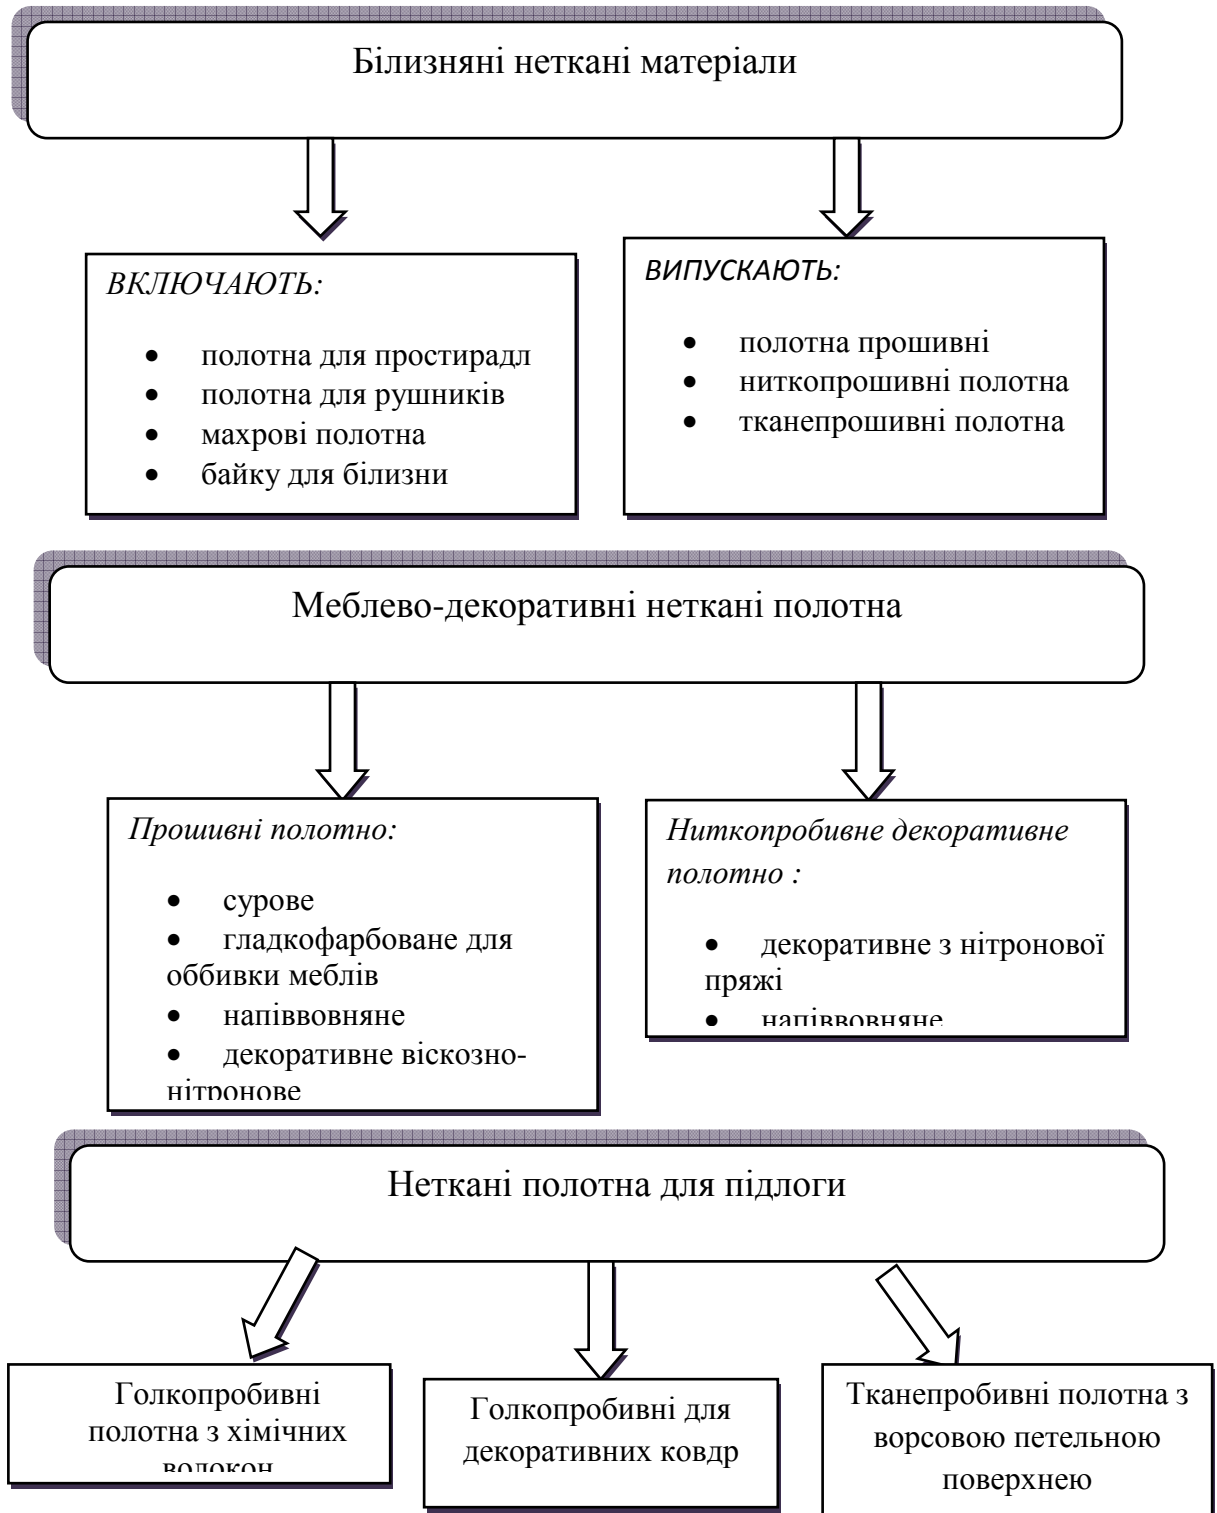 Білизняні неткані матеріали
ВКЛЮЧАЮТЬ:
• полотна для простирадл
• полотна для рушників
• махрові полотна
• байку для білизни
ВИПУСКАЮТЬ:
• полотна прошивні
• ниткопрошивні полотна
• тканепрошивні полотна
Меблево-декоративні неткані полотна
Прошивні полотно:
• сурове
• гладкофарбоване для
оббивки меблів
• напіввовняне
• декоративне віскозно-
нітронове
Ниткопробивне декоративне
полотно :
• декоративне з нітронової
пряжі
• напіввовняне
Неткані полотна для підлоги
Голкопробивні
полотна з хімічних
волокон
Голкопробивні для
декоративних ковдр
Тканепробивні полотна з
ворсовою петельною
поверхнею